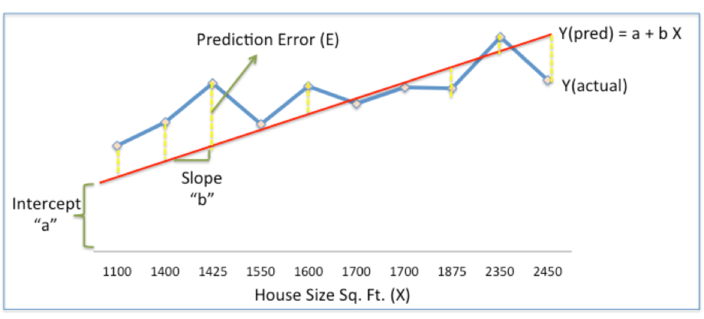 Prediction Error (E)
Y(pred) = a + b X
Y(actual)
Slope
“b”
Intercept
“a”
1100 1400 1425 1550 1600 1700 1700 1875 2350 2450
House Size Sq. Ft. (X)